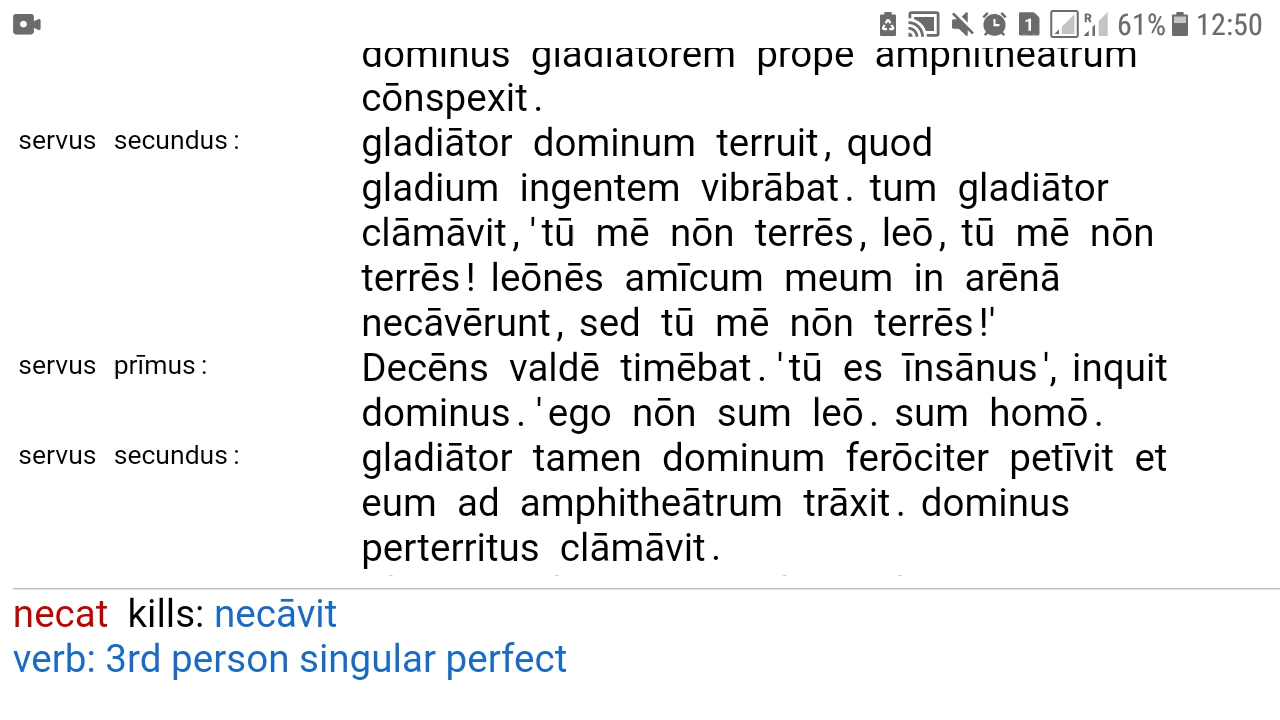 1 R 61% 12:50
dominus gladiātōrem prope amphitheātrum
cōnspexit.
servus secundus: gladiātor dominum terruit, quod
gladium ingentem vibrābat. tum gladiātor
clāmāvit, 'tū mē nōn terrēs, leō, tū mē nōn
terrēs! leōnēs amīcum meum in arēnā
necāvērunt, sed tū mē nōn terrēs!'
servus prīmus: Decēns valdē timēbat. 'tū es īnsānus', inquit
dominus. 'ego nōn sum leō. sum homō.
servus secundus: gladiātor tamen dominum ferōciter petīvit et
eum ad amphitheātrum trāxit. dominus
perterritus clāmāvit.
necat kills: necāvit
verb: 3rd person singular perfect